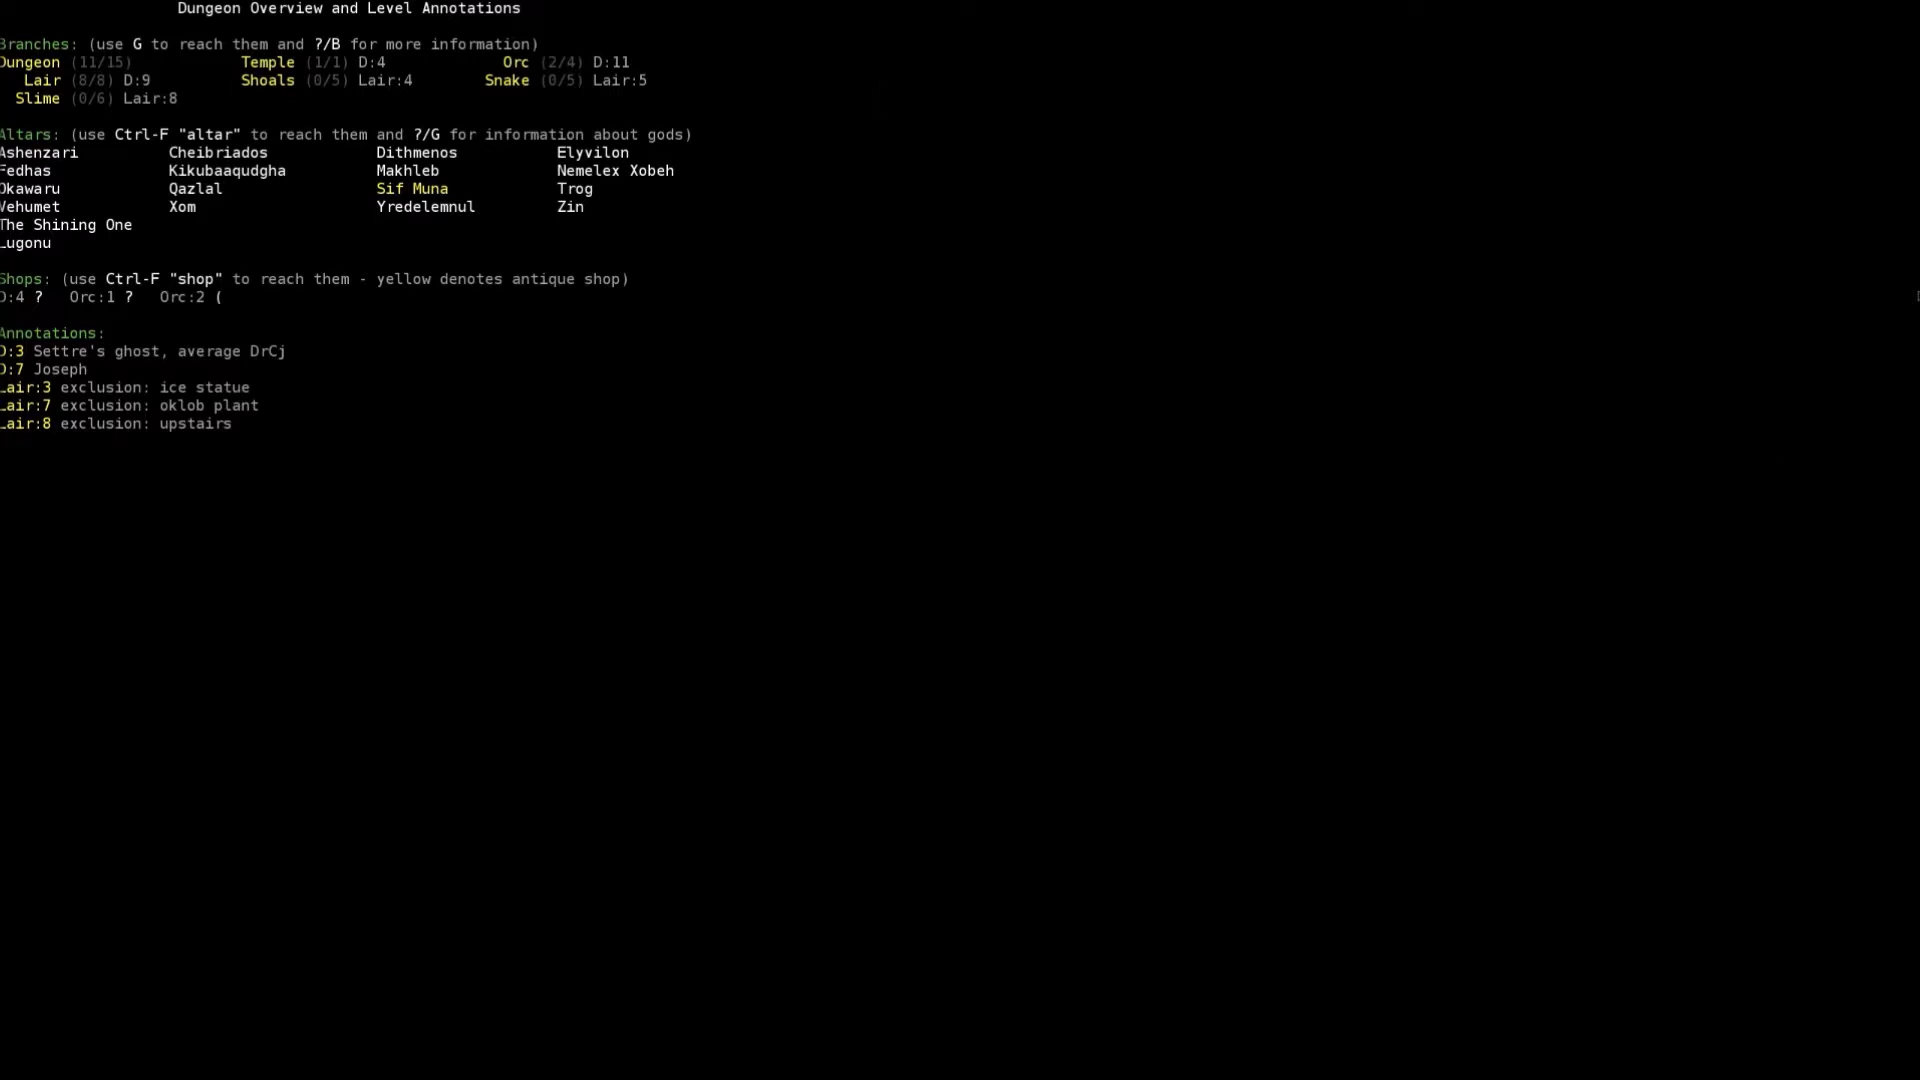 Dungeon Overview and Level Annotations
Branches: (use G to reach them and ?/B for more information)
Dungeon (11/15) Temple (1/1) D:4 Orc (2/4) D:11
Lair (8/8) D:9 Shoals (0/5) Lair:4 Snake (0/5) Lair:5
Slime (0/6) Lair:8
Altars: (use Ctrl-F "altar" to reach them and ?/G for information about gods)
Ashenzari Cheibriados Dithmenos Elyvilon
Fedhas Kikubaaqudgha Makhleb Nemelex Xobeh
Okawaru Qazlal Sif Muna Trog
Vehumet Xom Yredelemnul Zin
The Shining One
Lugonu
Shops: (use Ctrl-F "shop" to reach them - yellow denotes antique shop)
D:4 ? Orc:1 ? Orc:2 (
Annotations:
D:3 Settre's ghost, average DrCj
D:7 Joseph
Lair:3 exclusion: ice statue
Lair:7 exclusion: oklob plant
Lair:8 exclusion: upstairs